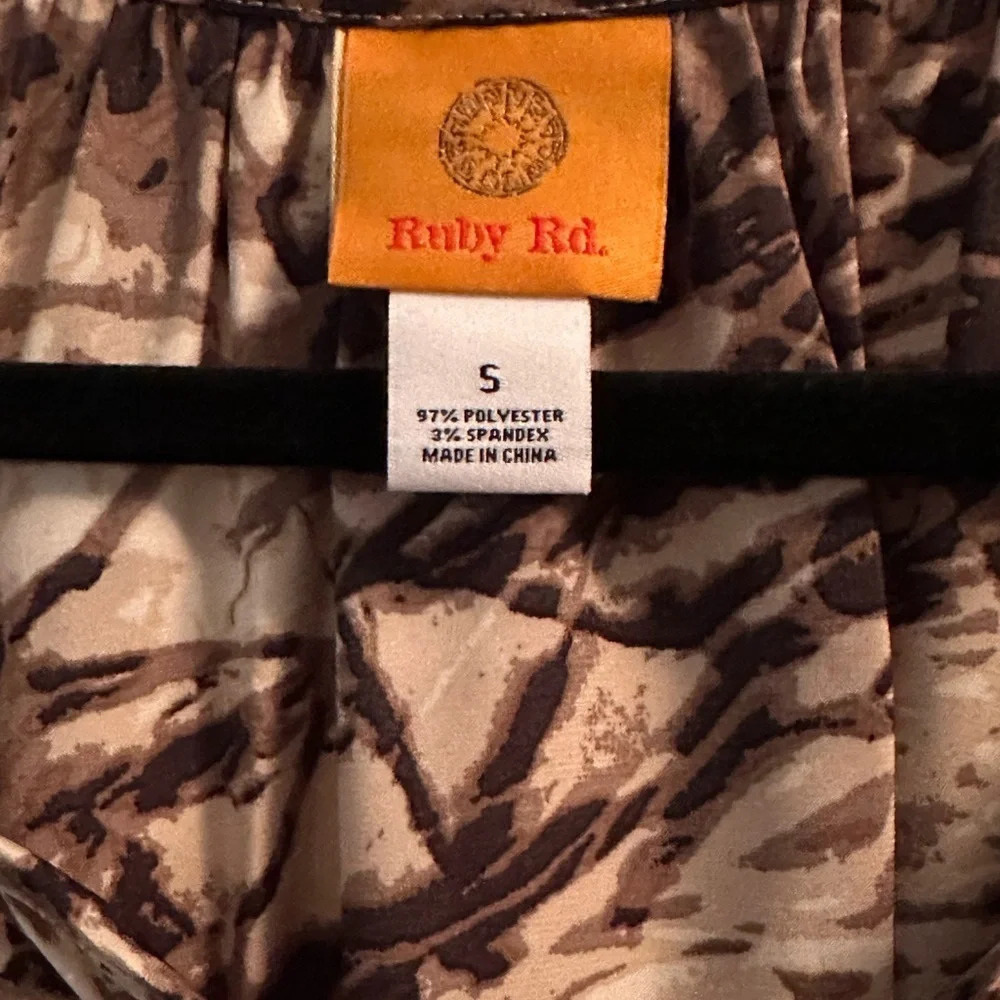 Ruby Rd.
S
97% POLYESTER
3% SPANDEX
MADE IN CHINA